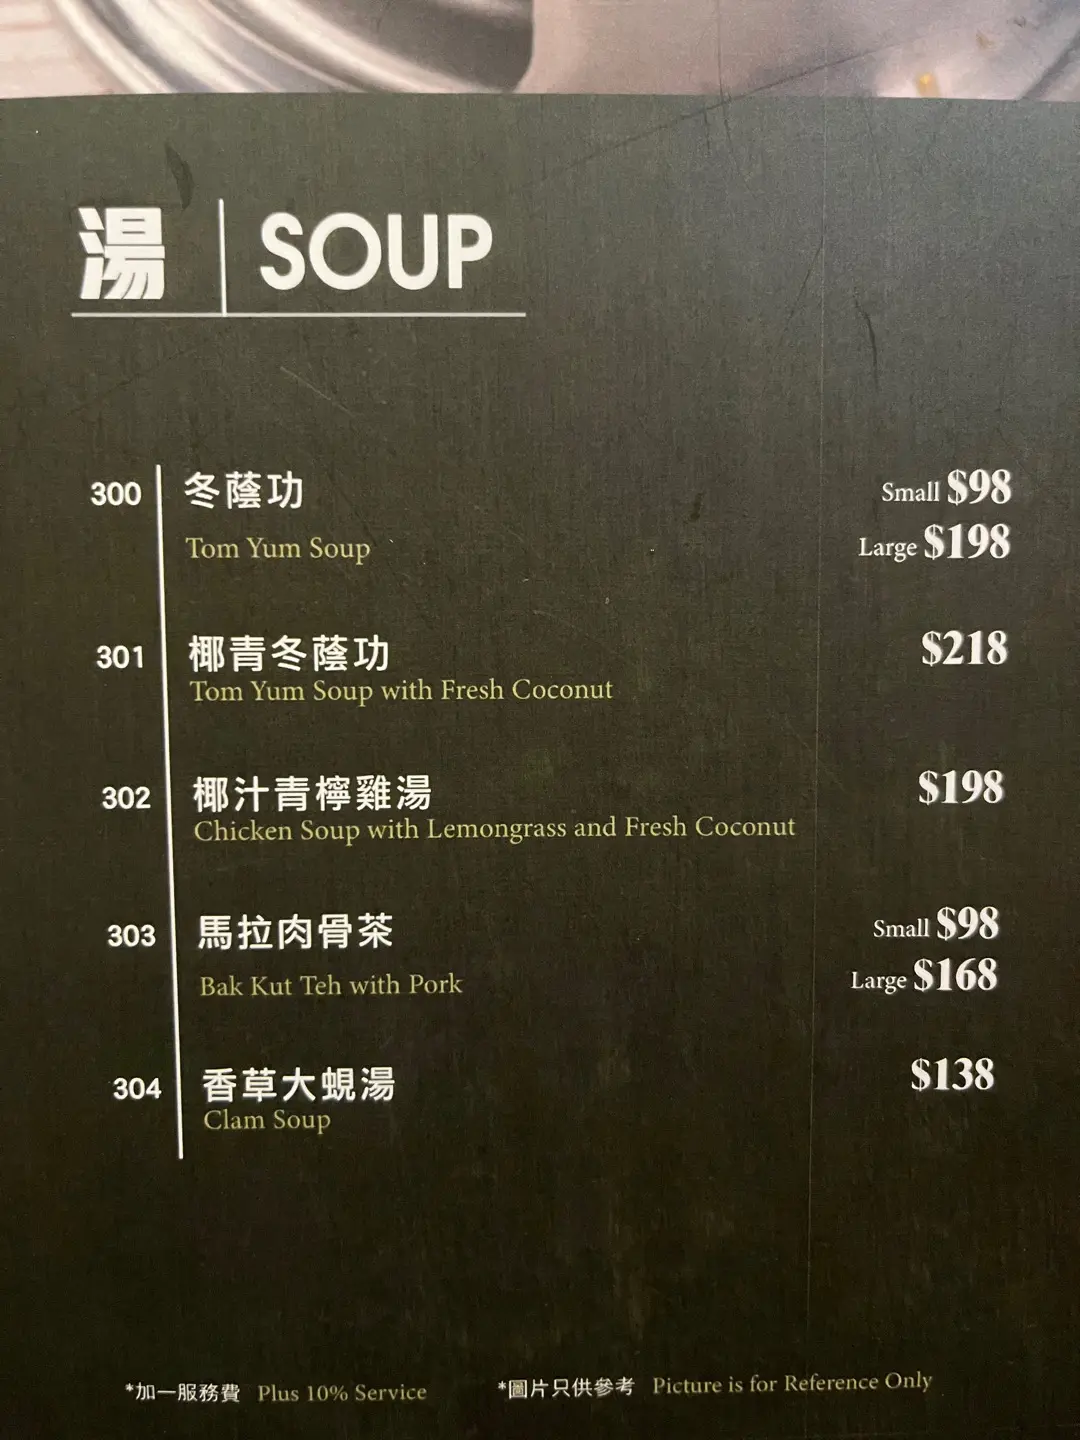 湯 SOUP
300 冬蔭功 Small $98
Tom Yum Soup Large $198
301 椰青冬蔭功 $218
Tom Yum Soup with Fresh Coconut
302 椰汁青檸雞湯 $198
Chicken Soup with Lemongrass and Fresh Coconut
303 馬拉肉骨茶 Small $98
Bak Kut Teh with Pork Large $168
304 香草大蜆湯 $138
Clam Soup
*加一服務費 Plus 10% Service *圖片只供參考 Picture is for Reference Only